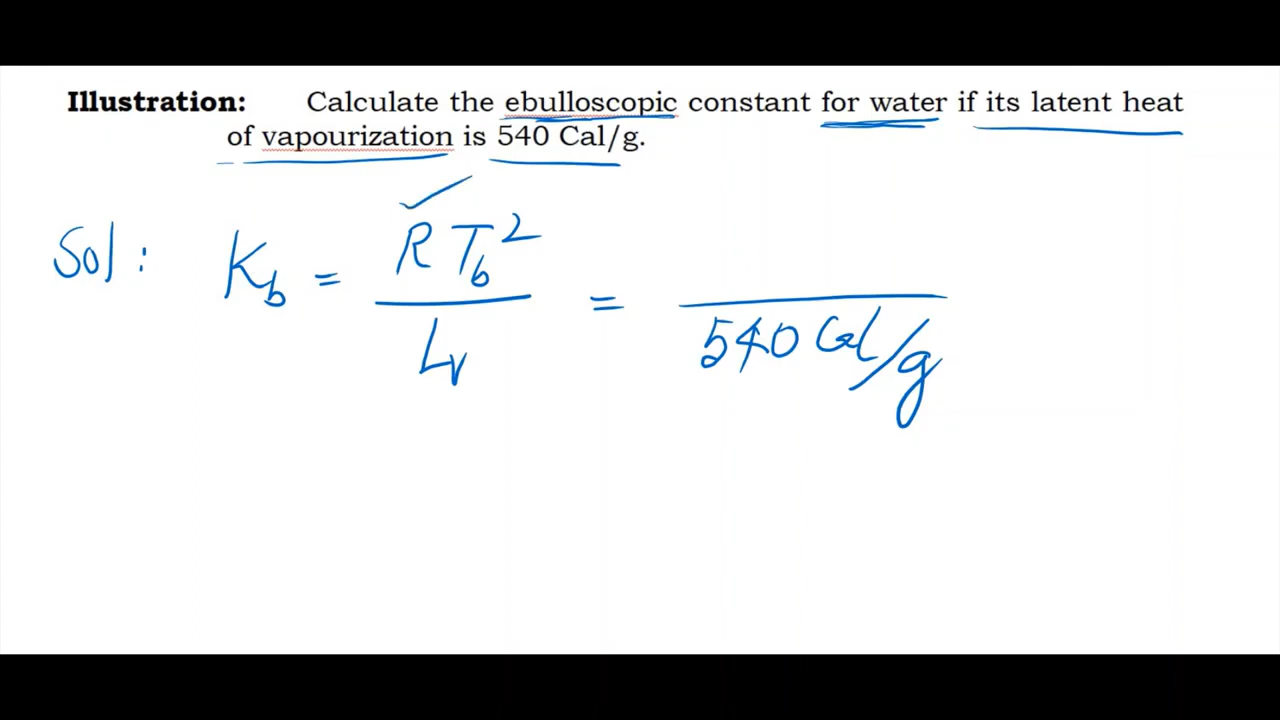 Illustration: Calculate the ebulloscopic constant for water if its latent heat
of vapourization is 540 Cal/g.
Sol: K_b = R T_b^2 / L_v = / 540 Cal/g